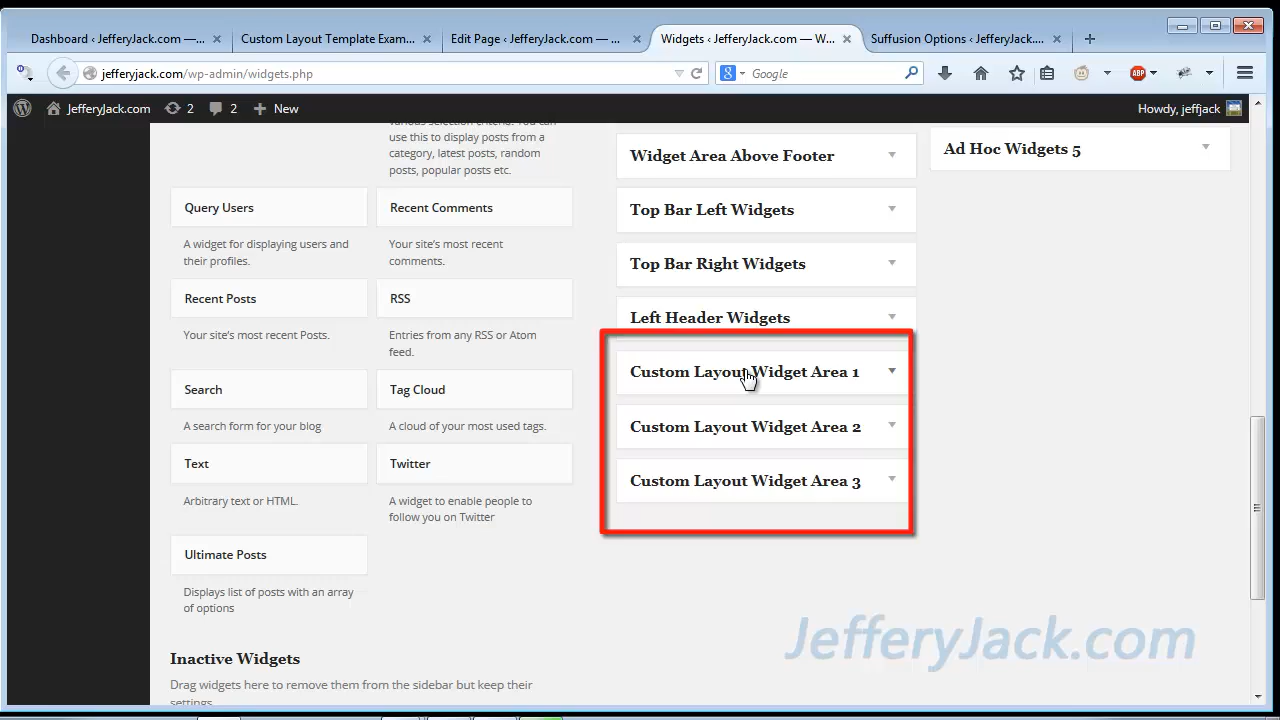 Dashboard ‹ JefferyJack.com —...
Custom Layout Template Exam...
Edit Page ‹ JefferyJack.com — ...
Widgets ‹ JefferyJack.com — W...
Suffusion Options ‹ JefferyJack....
jefferyjack.com/wp-admin/widgets.php
Google
ABP
JefferyJack.com
2
2
New
Howdy, jeffjack
various selection criteria. You can
use this to display posts from a
category, latest posts, random
posts, popular posts etc.
Query Users
A widget for displaying users and
their profiles.
Recent Comments
Your site's most recent
comments.
Recent Posts
Your site's most recent Posts.
RSS
Entries from any RSS or Atom
feed.
Search
A search form for your blog
Tag Cloud
A cloud of your most used tags.
Text
Arbitrary text or HTML.
Twitter
A widget to enable people to
follow you on Twitter
Ultimate Posts
Displays list of posts with an array
of options
Inactive Widgets
Drag widgets here to remove them from the sidebar but keep their
settings.
Widget Area Above Footer
Top Bar Left Widgets
Top Bar Right Widgets
Left Header Widgets
Custom Layout Widget Area 1
Custom Layout Widget Area 2
Custom Layout Widget Area 3
Ad Hoc Widgets 5
JefferyJack.com